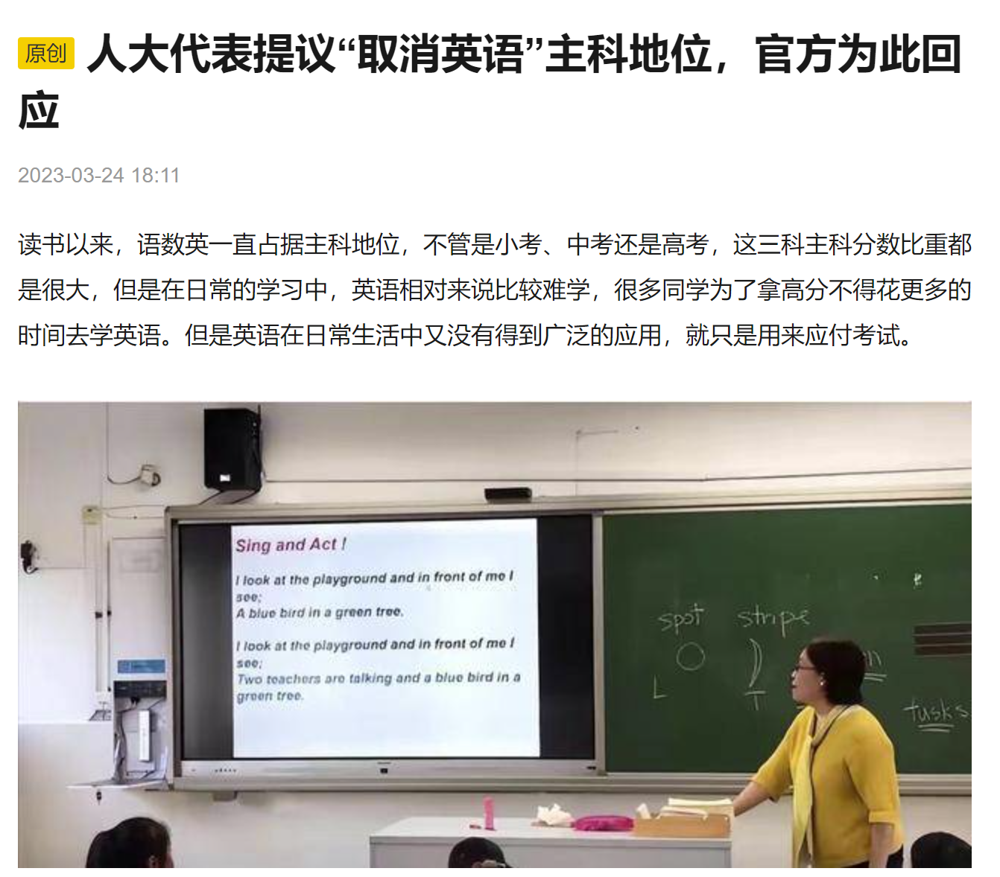 原创 人大代表提议“取消英语”主科地位，官方为此回
应
2023-03-24 18:11
读书以来，语数英一直占据主科地位，不管是小考、中考还是高考，这三科主科分数比重都
是很大，但是在日常的学习中，英语相对来说比较难学，很多同学为了拿高分不得花更多的
时间去学英语。但是英语在日常生活中又没有得到广泛的应用，就只是用来应付考试。
Sing and Act !
I look at the playground and in front of me I
see;
A blue bird in a green tree.
I look at the playground and in front of me I
see;
Two teachers are talking and a blue bird in a
green tree.
spot stripe
L T
tusks